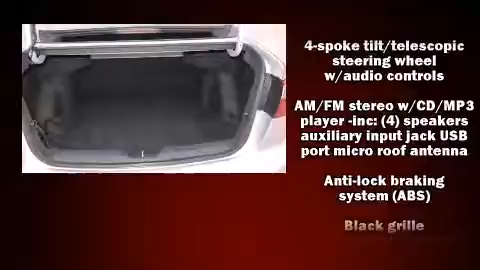 4-spoke tilt/telescopic
steering wheel
w/audio controls
AM/FM stereo w/CD/MP3
player -inc: (4) speakers
auxiliary input jack USB
port micro roof antenna
Anti-lock braking
system (ABS)
Black grille